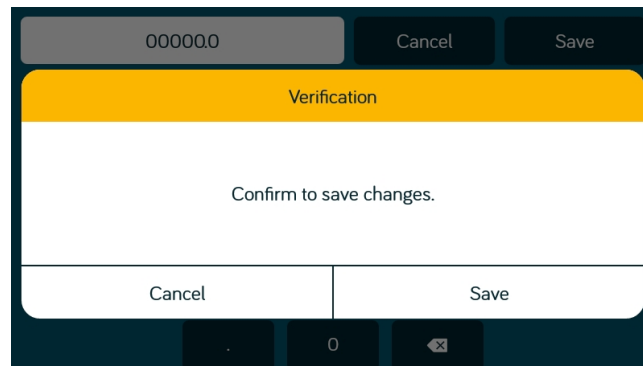 00000.0 Cancel Save
Verification
Confirm to save changes.
Cancel Save
. 0